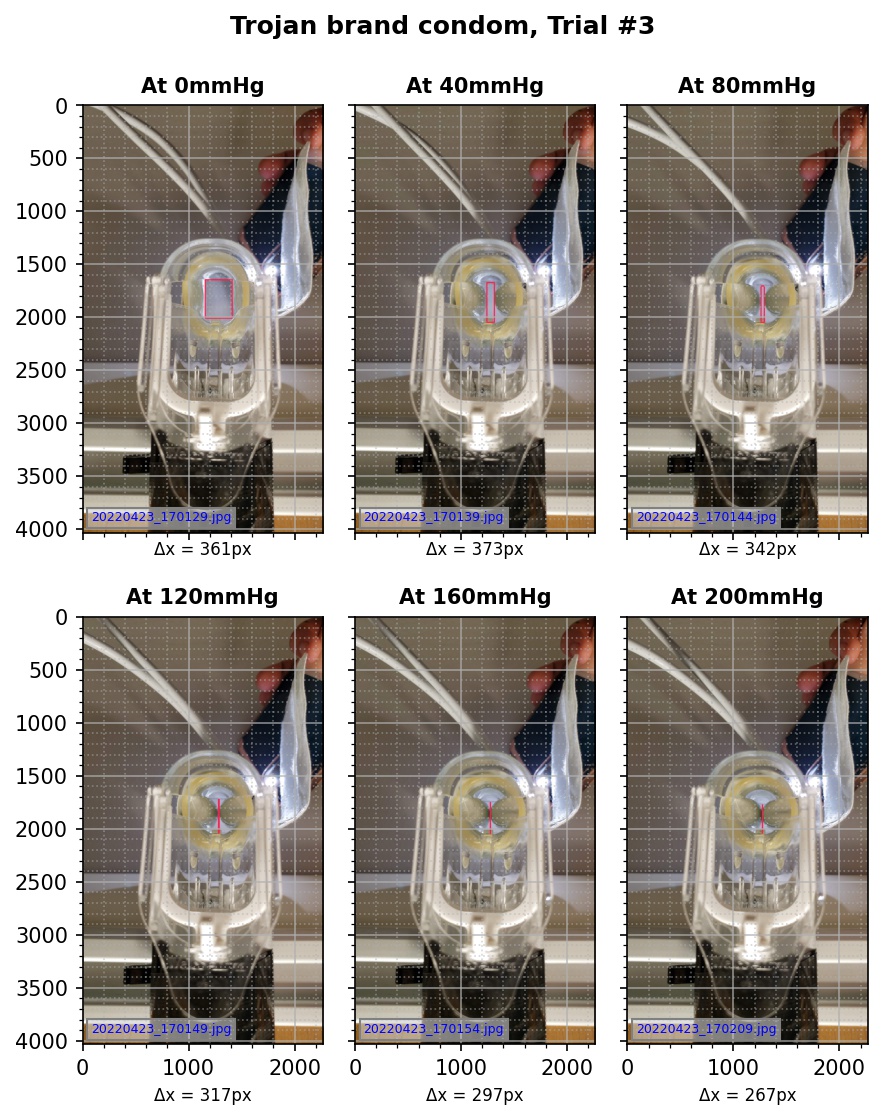 Trojan brand condom, Trial #3
At 0mmHg
At 40mmHg
At 80mmHg
0
500
1000
1500
2000
2500
3000
3500
4000
20220423_170129.jpg
20220423_170139.jpg
20220423_170144.jpg
Δx = 361px
Δx = 373px
Δx = 342px
At 120mmHg
At 160mmHg
At 200mmHg
0
500
1000
1500
2000
2500
3000
3500
4000
20220423_170149.jpg
20220423_170154.jpg
20220423_170209.jpg
0 1000 2000
0 1000 2000
0 1000 2000
Δx = 317px
Δx = 297px
Δx = 267px